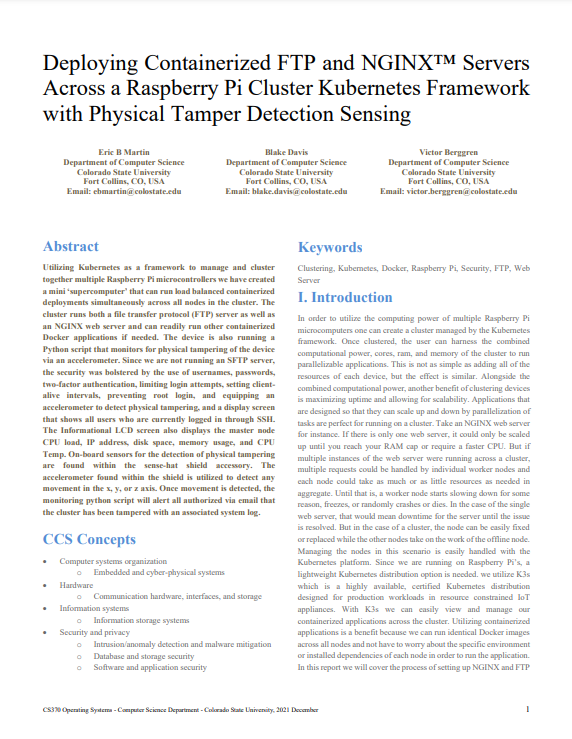 Deploying Containerized FTP and NGINX™ Servers
Across a Raspberry Pi Cluster Kubernetes Framework
with Physical Tamper Detection Sensing
Eric B Martin
Department of Computer Science
Colorado State University
Fort Collins, CO, USA
Email: ebmartin@colostate.edu
Blake Davis
Department of Computer Science
Colorado State University
Fort Collins, CO, USA
Email: blake.davis@colostate.edu
Victor Berggren
Department of Computer Science
Colorado State University
Fort Collins, CO, USA
Email: victor.berggren@colostate.edu
Abstract
Utilizing Kubernetes as a framework to manage and cluster
together multiple Raspberry Pi microcontrollers we have created
a mini ‘supercomputer’ that can run load balanced containerized
deployments simultaneously across all nodes in the cluster. The
cluster runs both a file transfer protocol (FTP) server as well as
an NGINX web server and can readily run other containerized
Docker applications if needed. The device is also running a
Python script that monitors for physical tampering of the device
via an accelerometer. Since we are not running an SFTP server,
the security was bolstered by the use of usernames, passwords,
two-factor authentication, limiting login attempts, setting client-
alive intervals, preventing root login, and equipping an
accelerometer to detect physical tampering, and a display screen
that shows all users who are currently logged in through SSH.
The Informational LCD screen also displays the master node
CPU load, IP address, disk space, memory usage, and CPU
Temp. On-board sensors for the detection of physical tampering
are found within the sense-hat shield accessory. The
accelerometer found within the shield is utilized to detect any
movement in the x, y, or z axis. Once movement is detected, the
monitoring python script will alert all authorized via email that
the cluster has been tampered with an associated system log.
CCS Concepts
• Computer systems organization
o Embedded and cyber-physical systems
• Hardware
o Communication hardware, interfaces, and storage
• Information systems
o Information storage systems
• Security and privacy
o Intrusion/anomaly detection and malware mitigation
o Database and storage security
o Software and application security
Keywords
Clustering, Kubernetes, Docker, Raspberry Pi, Security, FTP, Web
Server
I. Introduction
In order to utilize the computing power of multiple Raspberry Pi
microcomputers one can create a cluster managed by the Kubernetes
framework. Once clustered, the user can harness the combined
computational power, cores, ram, and memory of the cluster to run
parallelizable applications. This is not as simple as adding all of the
resources of each device, but the effect is similar. Alongside the
combined computational power, another benefit of clustering devices
is maximizing uptime and allowing for scalability. Applications that
are designed so that they can scale up and down by parallelization of
tasks are perfect for running on a cluster. Take an NGINX web server
for instance. If there is only one web server, it could only be scaled
up until you reach your RAM cap or require a faster CPU. But if
multiple instances of the web server were running across a cluster,
multiple requests could be handled by individual worker nodes and
each node could take as much or as little resources as needed in
aggregate. Until that is, a worker node starts slowing down for some
reason, freezes, or randomly crashes or dies. In the case of the single
web server, that would mean downtime for the server until the issue
is resolved. But in the case of a cluster, the node can be easily fixed
or replaced while the other nodes take on the work of the offline node.
Managing the nodes in this scenario is easily handled with the
Kubernetes platform. Since we are running on Raspberry Pi’s, a
lightweight Kubernetes distribution option is needed. we utilize K3s
which is a highly available, certified Kubernetes distribution
designed for production workloads in resource constrained IoT
appliances. With K3s we can easily view and manage our
containerized applications across the cluster. Utilizing containerized
applications is a benefit because we can run identical Docker images
across all nodes and not have to worry about the specific environment
or installed dependencies of each node in order to run the application.
In this report we will cover the process of setting up NGINX and FTP
CS370 Operating Systems - Computer Science Department - Colorado State University, 2021 December
1